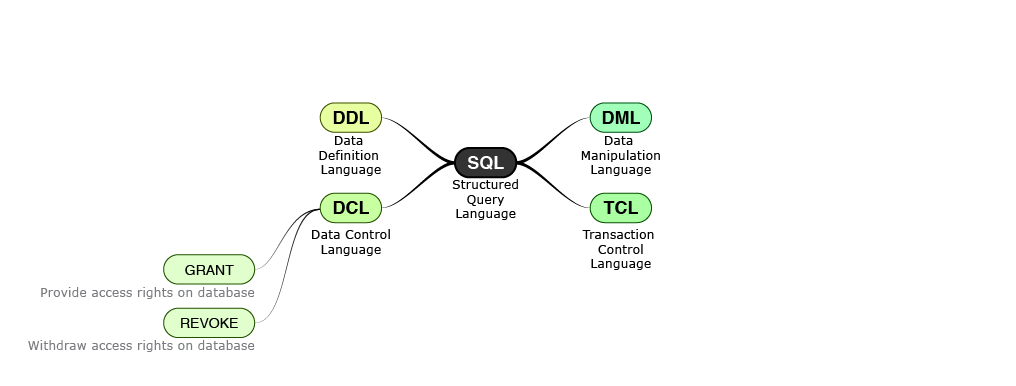 DDL
Data
Definition
Language
DML
Data
Manipulation
Language
SQL
Structured
Query
Language
DCL
Data Control
Language
TCL
Transaction
Control
Language
GRANT
Provide access rights on database
REVOKE
Withdraw access rights on database